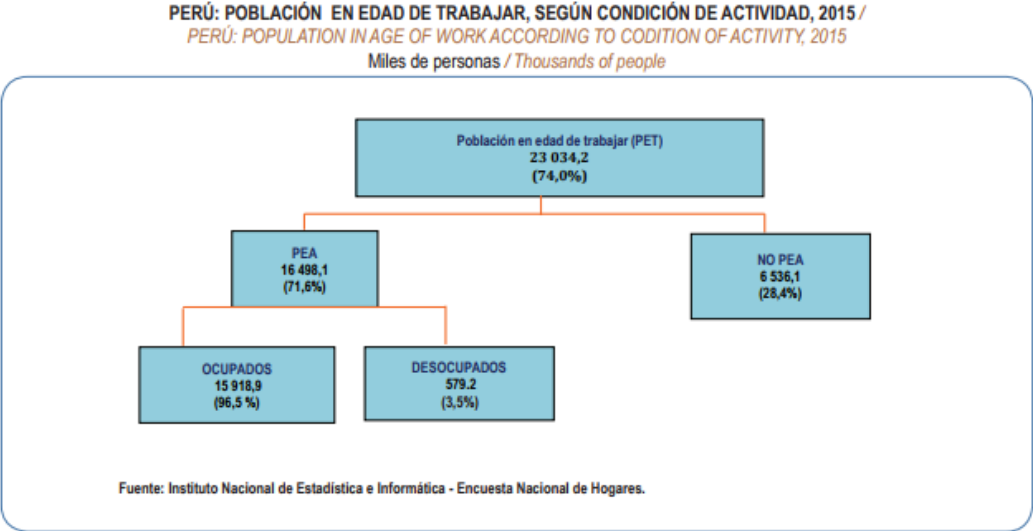 PERÚ: POBLACIÓN EN EDAD DE TRABAJAR, SEGÚN CONDICIÓN DE ACTIVIDAD, 2015 /
PERÚ: POPULATION IN AGE OF WORK ACCORDING TO CODITION OF ACTIVITY, 2015
Miles de personas / Thousands of people
Población en edad de trabajar (PET)
23 034,2
(74,0%)
PEA
16 498,1
(71,6%)
NO PEA
6 536,1
(28,4%)
OCUPADOS
15 918,9
(96,5 %)
DESOCUPADOS
579.2
(3,5%)
Fuente: Instituto Nacional de Estadística e Informática - Encuesta Nacional de Hogares.